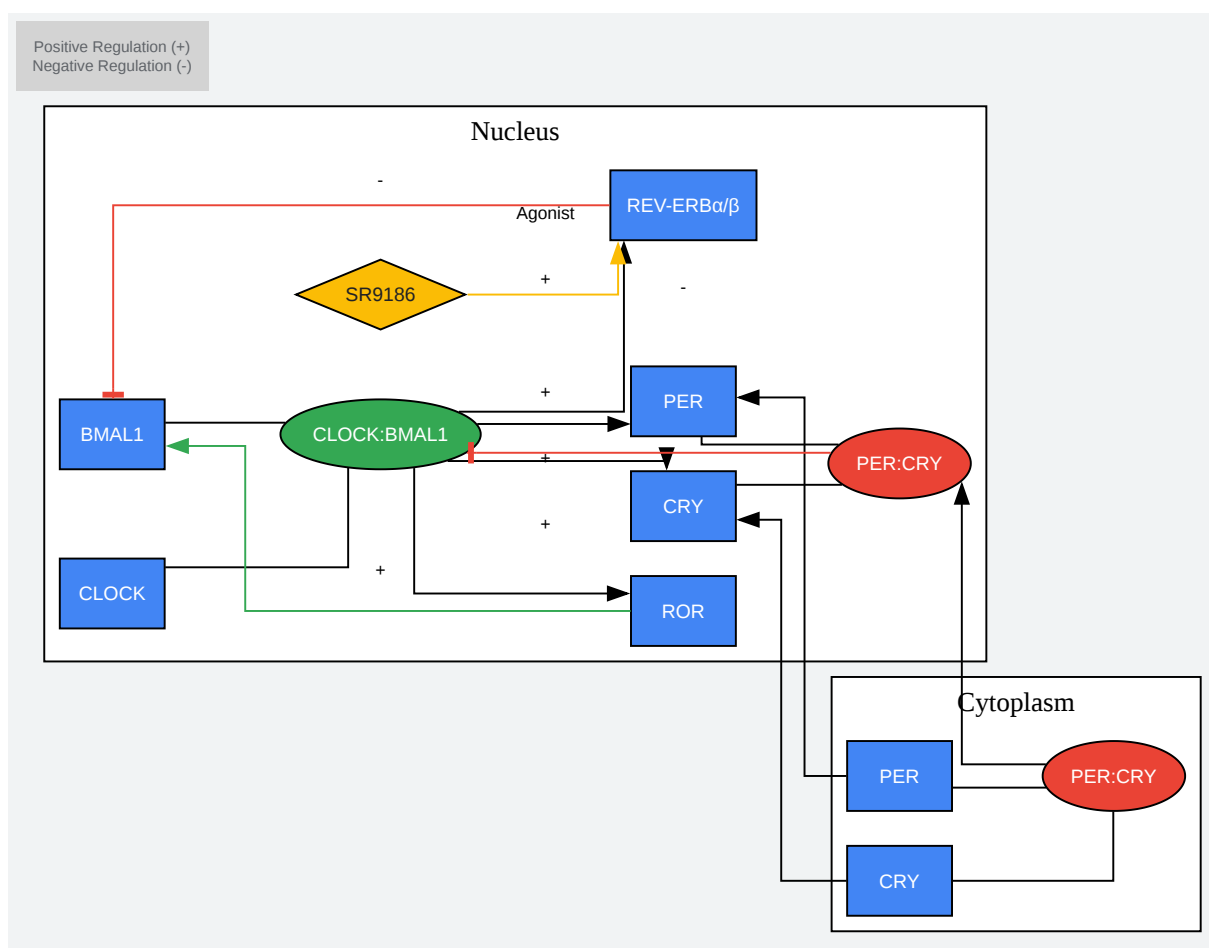 Positive Regulation (+)
Negative Regulation (-)
Nucleus
-
REV-ERBα/β
Agonist
SR9186
+
-
+
PER
BMAL1
CLOCK:BMAL1
+
PER:CRY
CRY
+
+
CLOCK
ROR
Cytoplasm
PER
PER:CRY
CRY